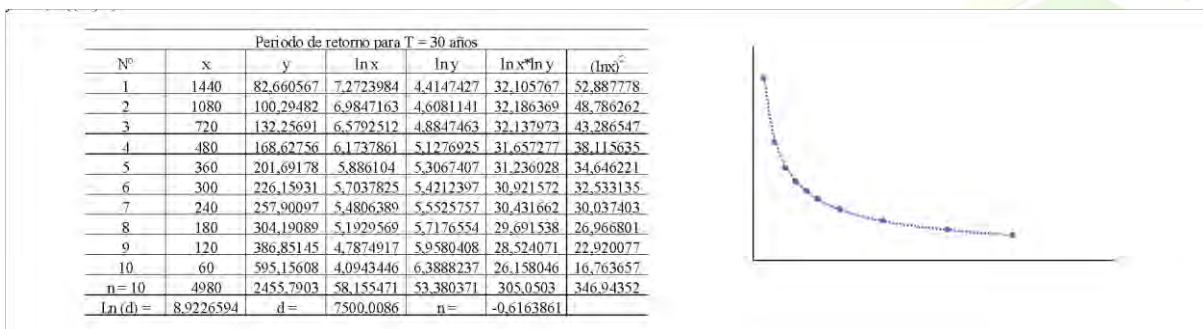 Periodo de retorno para T = 30 años
N° x y ln x ln y ln x*ln y (lnx)^2
1 1440 82,660567 7,2723984 4,4147427 32,105767 52,887778
2 1080 100,29482 6,9847163 4,6081141 32,186369 48,786262
3 720 132,25691 6,5792512 4,8847463 32,137973 43,286547
4 480 168,62756 6,1737861 5,1276925 31,657277 38,115635
5 360 201,69178 5,886104 5,3067407 31,236028 34,646221
6 300 226,15931 5,7037825 5,4212397 30,921572 32,533135
7 240 257,90097 5,4806389 5,5525757 30,431662 30,037403
8 180 304,19089 5,1929569 5,7176554 29,691538 26,966801
9 120 386,85145 4,7874917 5,9580408 28,524071 22,920077
10 60 595,15608 4,0943446 6,3888237 26,158046 16,763657
n = 10 4980 2455,7903 58,155471 53,380371 305,0503 346,94352
Ln (d) = 8,9226594 d = 7500,0086 n = -0,6163861